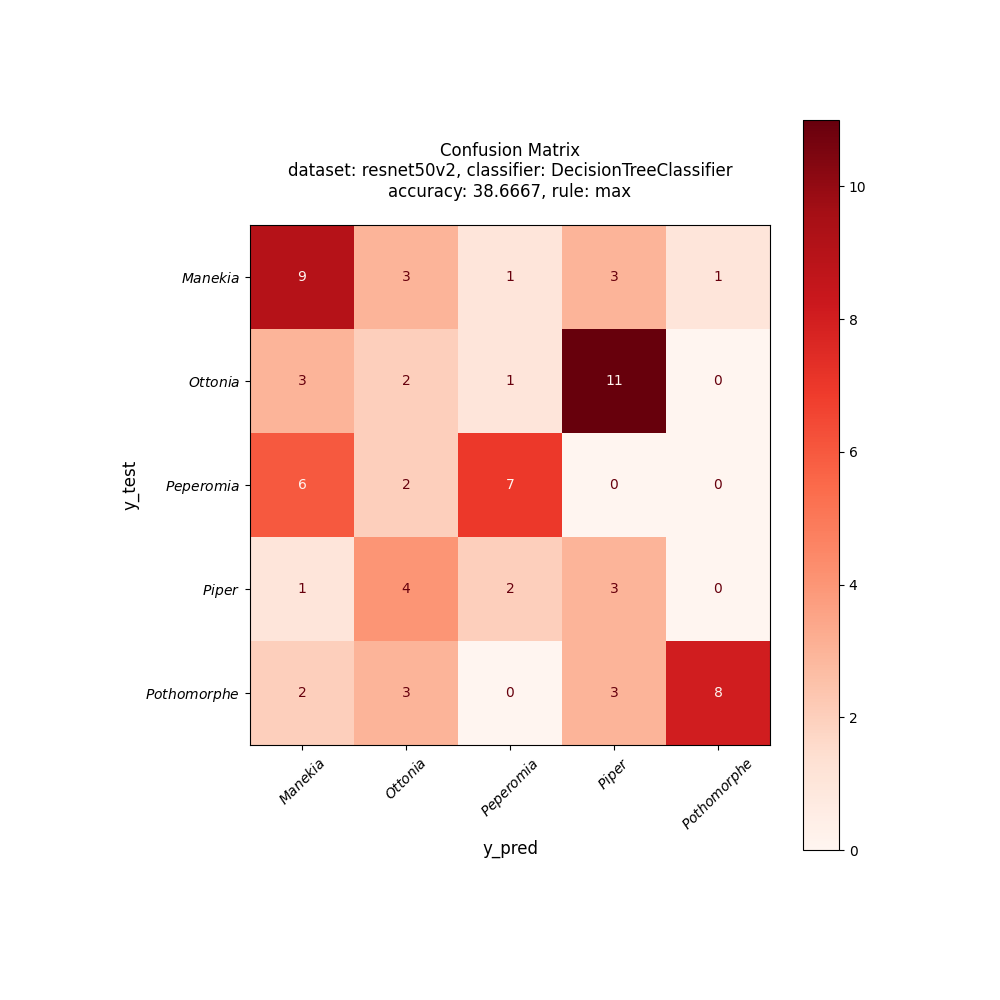 Confusion Matrix
dataset: resnet50v2, classifier: DecisionTreeClassifier
accuracy: 38.6667, rule: max
y_test
Manekia 9 3 1 3 1
Ottonia 3 2 1 11 0
Peperomia 6 2 7 0 0
Piper 1 4 2 3 0
Pothomorphe 2 3 0 3 8
Manekia Ottonia Peperomia Piper Pothomorphe
y_pred
10
8
6
4
2
0